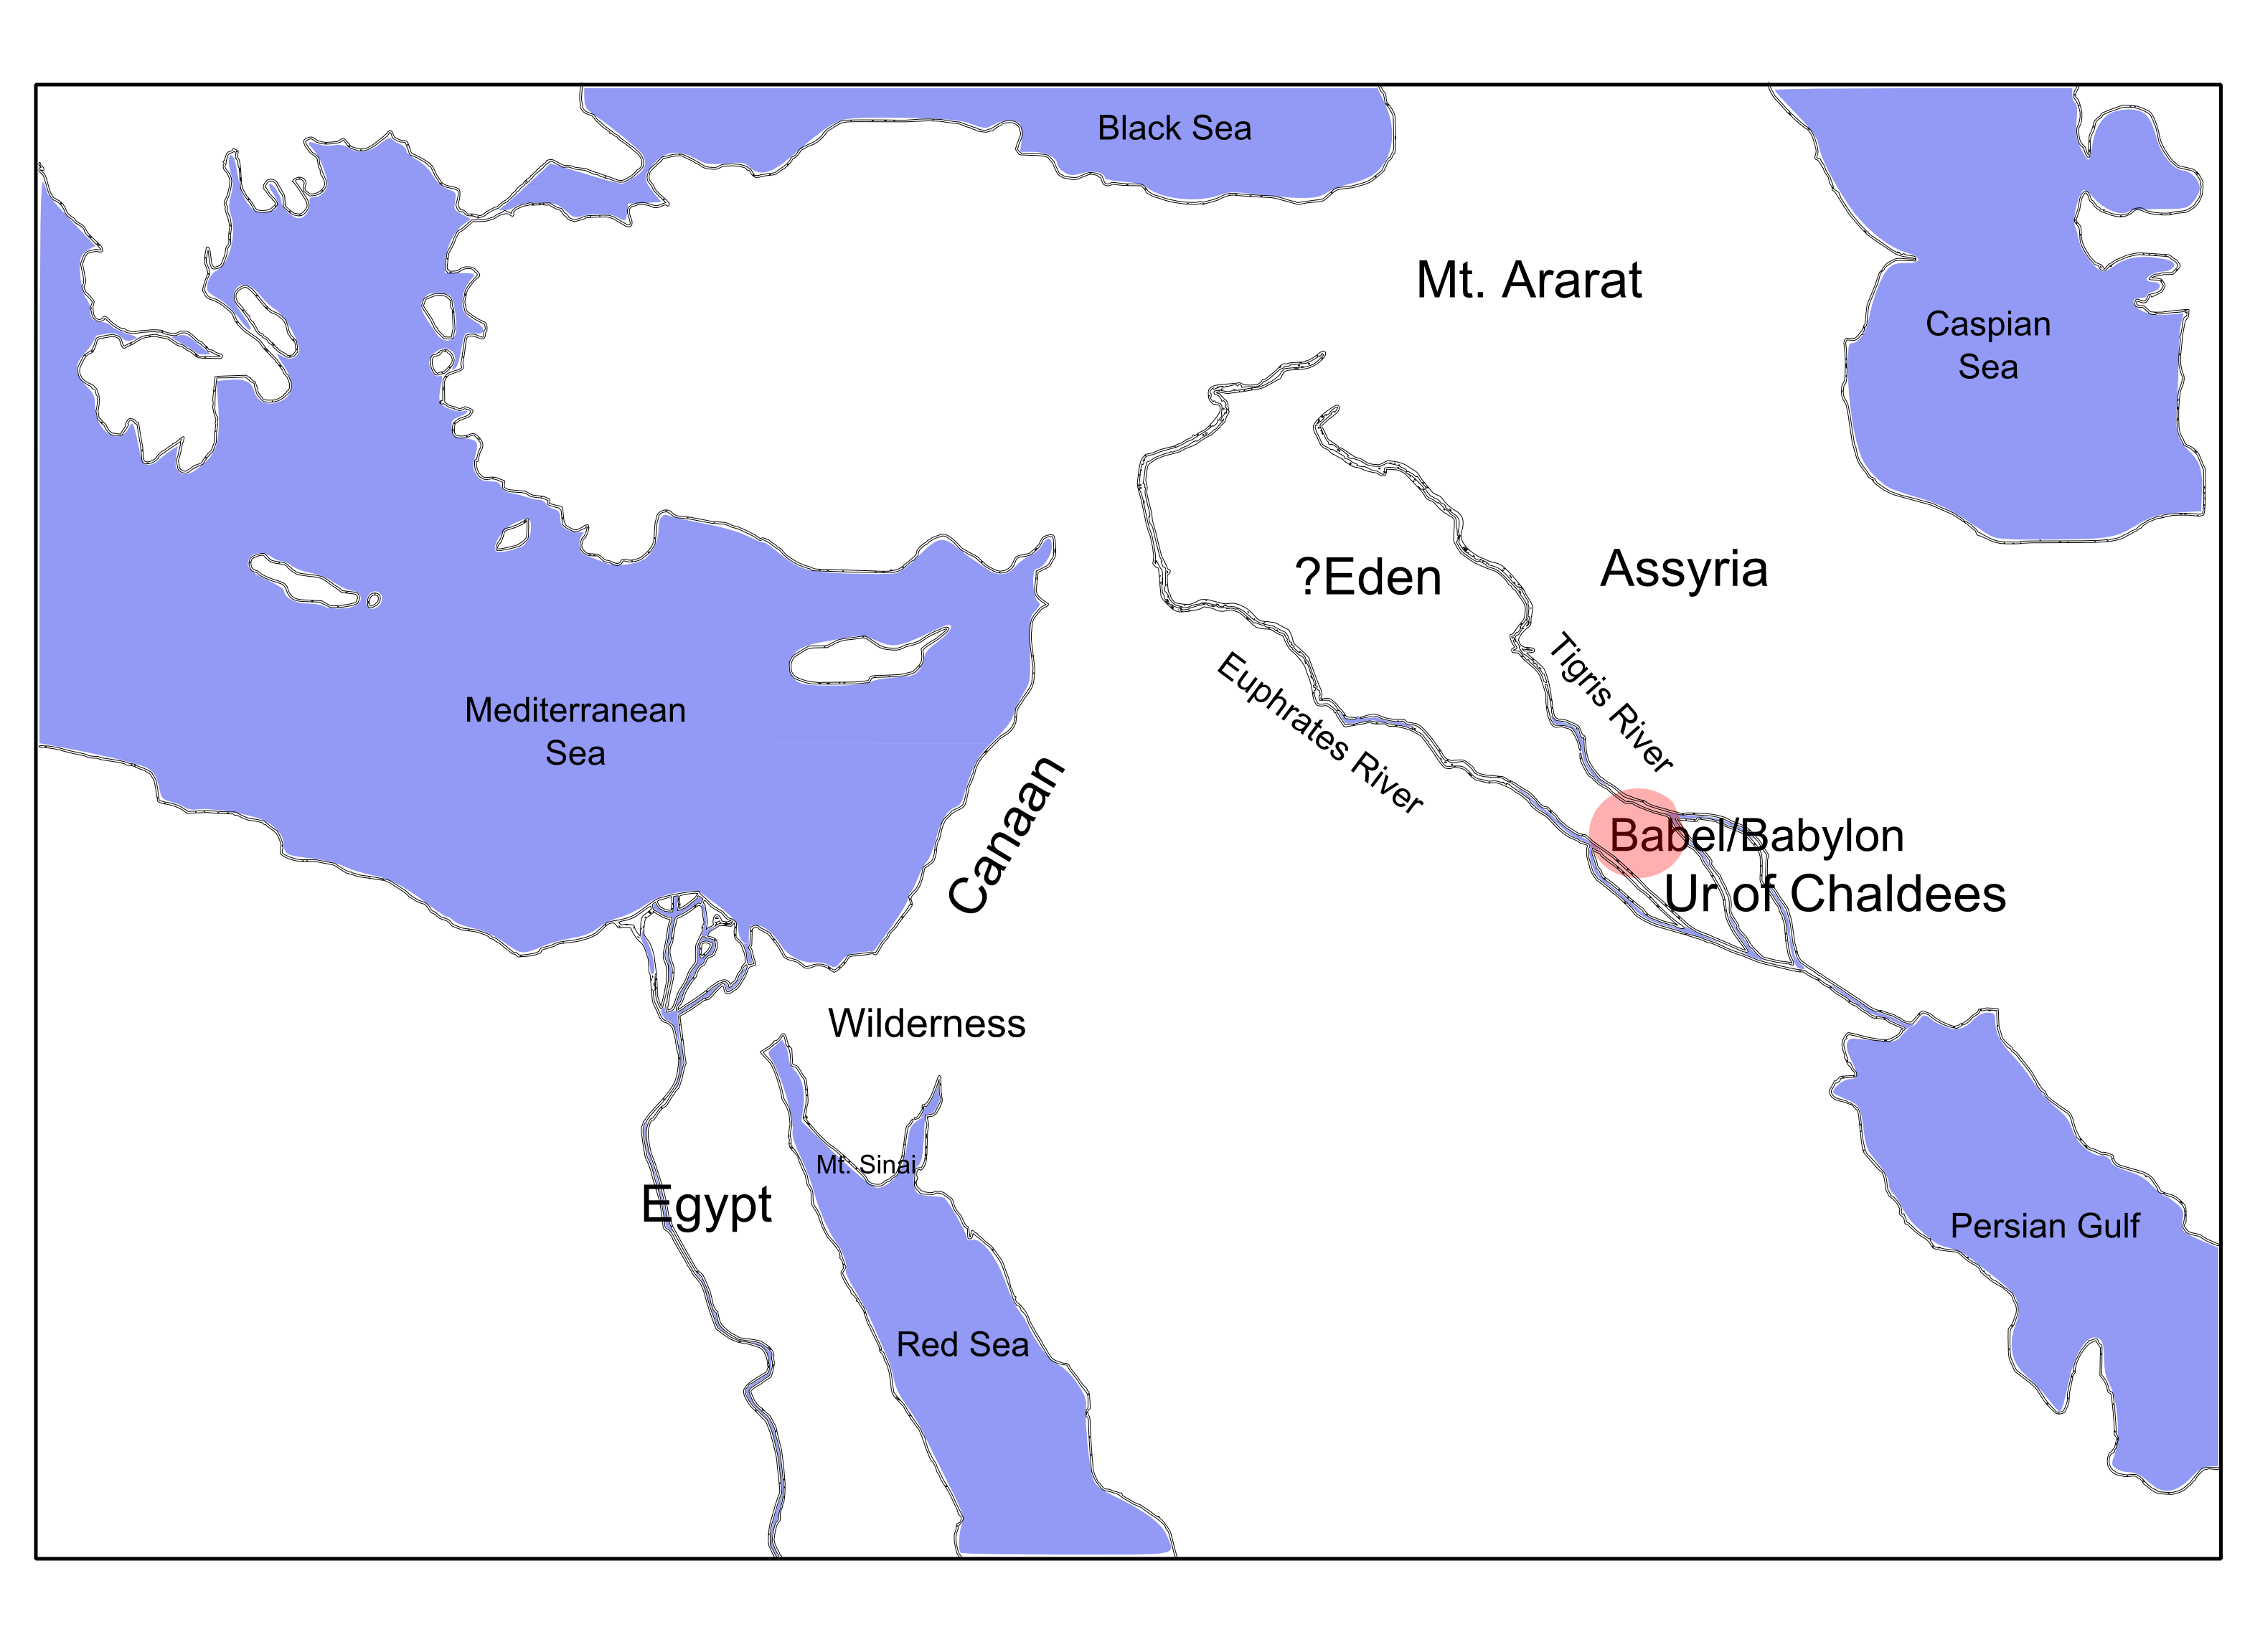 Black Sea
Mt. Ararat
Caspian
Sea
?Eden
Assyria
Tigris River
Euphrates River
Mediterranean
Sea
Canaan
Babel/Babylon
Ur of Chaldees
Wilderness
Mt. Sinai
Egypt
Persian Gulf
Red Sea